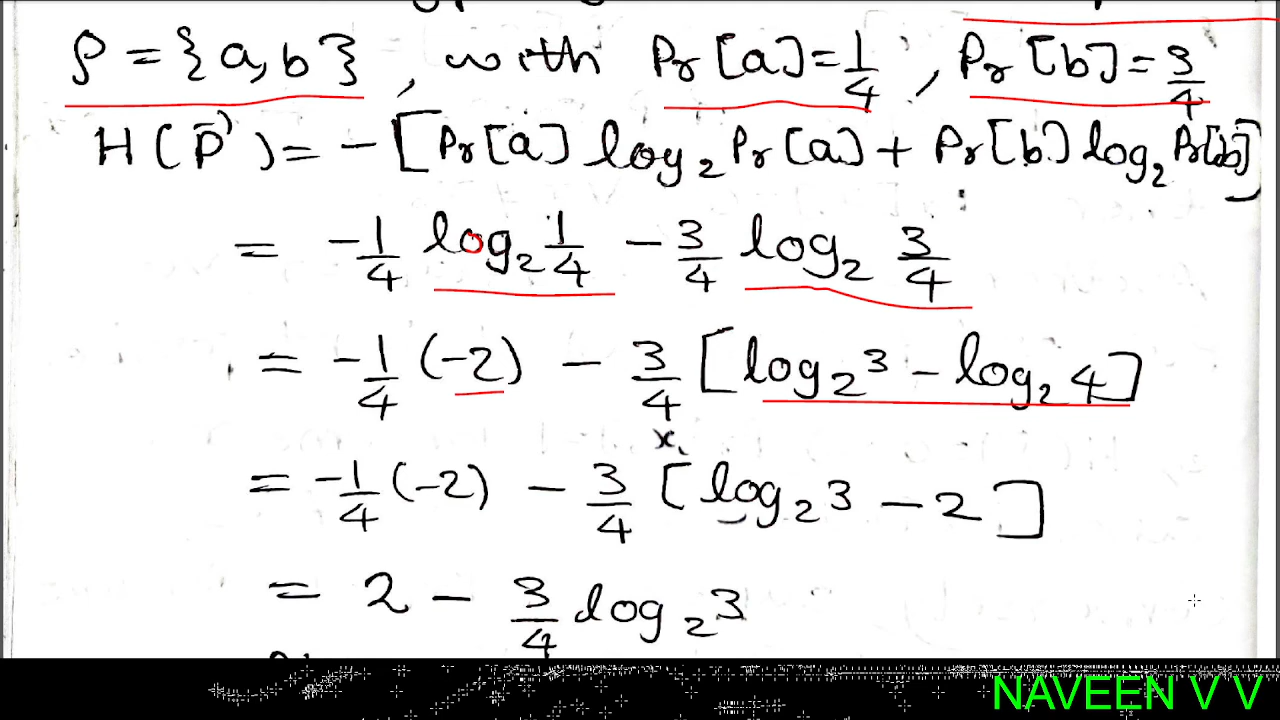 P = {a, b}, with Pr[a] = 1/4, Pr[b] = 3/4
H(P) = -[Pr[a] log₂ Pr[a] + Pr[b] log₂ Pr[b]]
= -1/4 log₂ 1/4 - 3/4 log₂ 3/4
= -1/4 (-2) - 3/4 [log₂ 3 - log₂ 4]
= -1/4 (-2) - 3/4 [log₂ 3 - 2]
= 2 - 3/4 log₂ 3
NAVEEN V V